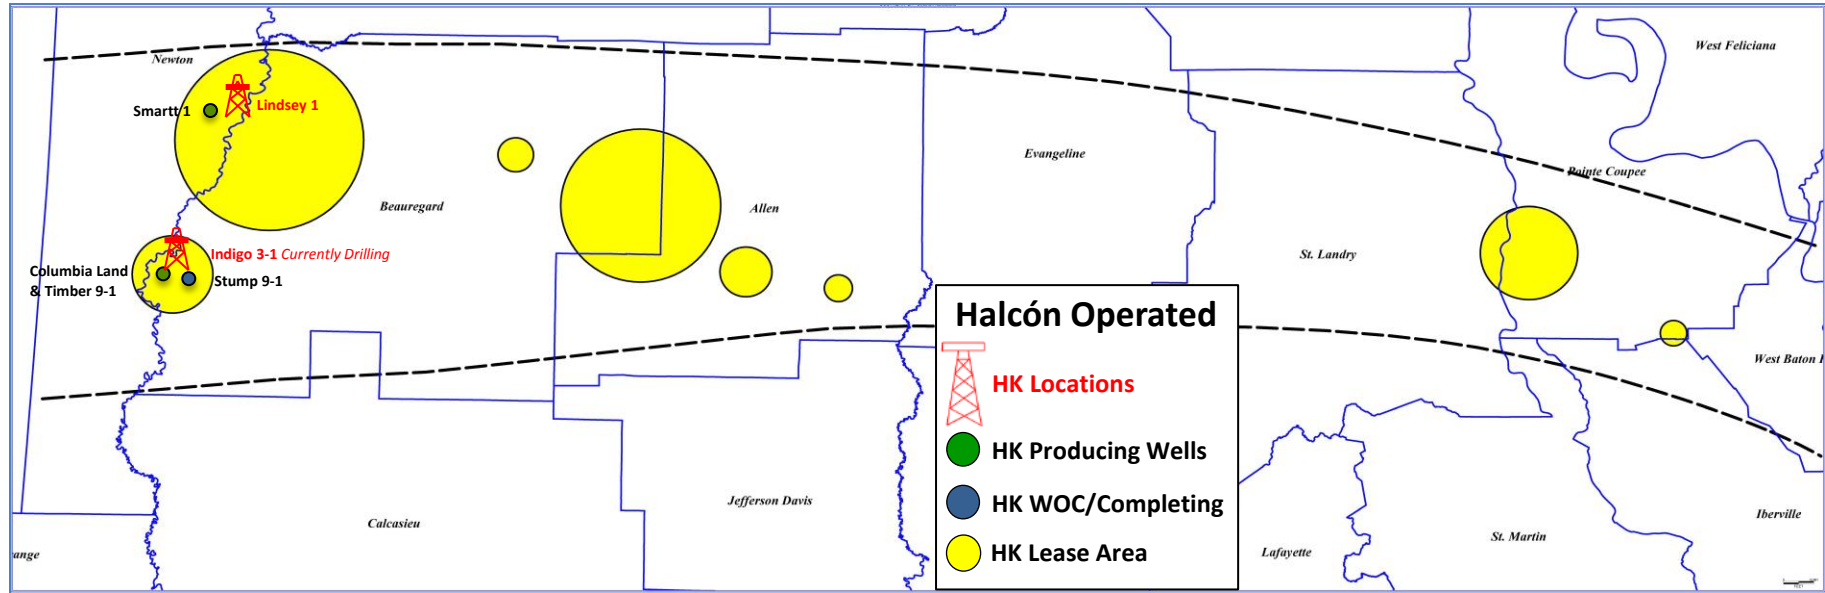 West Feliciana
Newton
Smartt 1
Lindsey 1
Evangeline
Pointe Coupee
Beauregard
Allen
Indigo 3-1 Currently Drilling
St. Landry
Columbia Land
& Timber 9-1
Stump 9-1
Halcón Operated
HK Locations
HK Producing Wells
HK WOC/Completing
HK Lease Area
West Baton
Jefferson Davis
Calcasieu
Iberville
St. Martin
Lafayette
ange